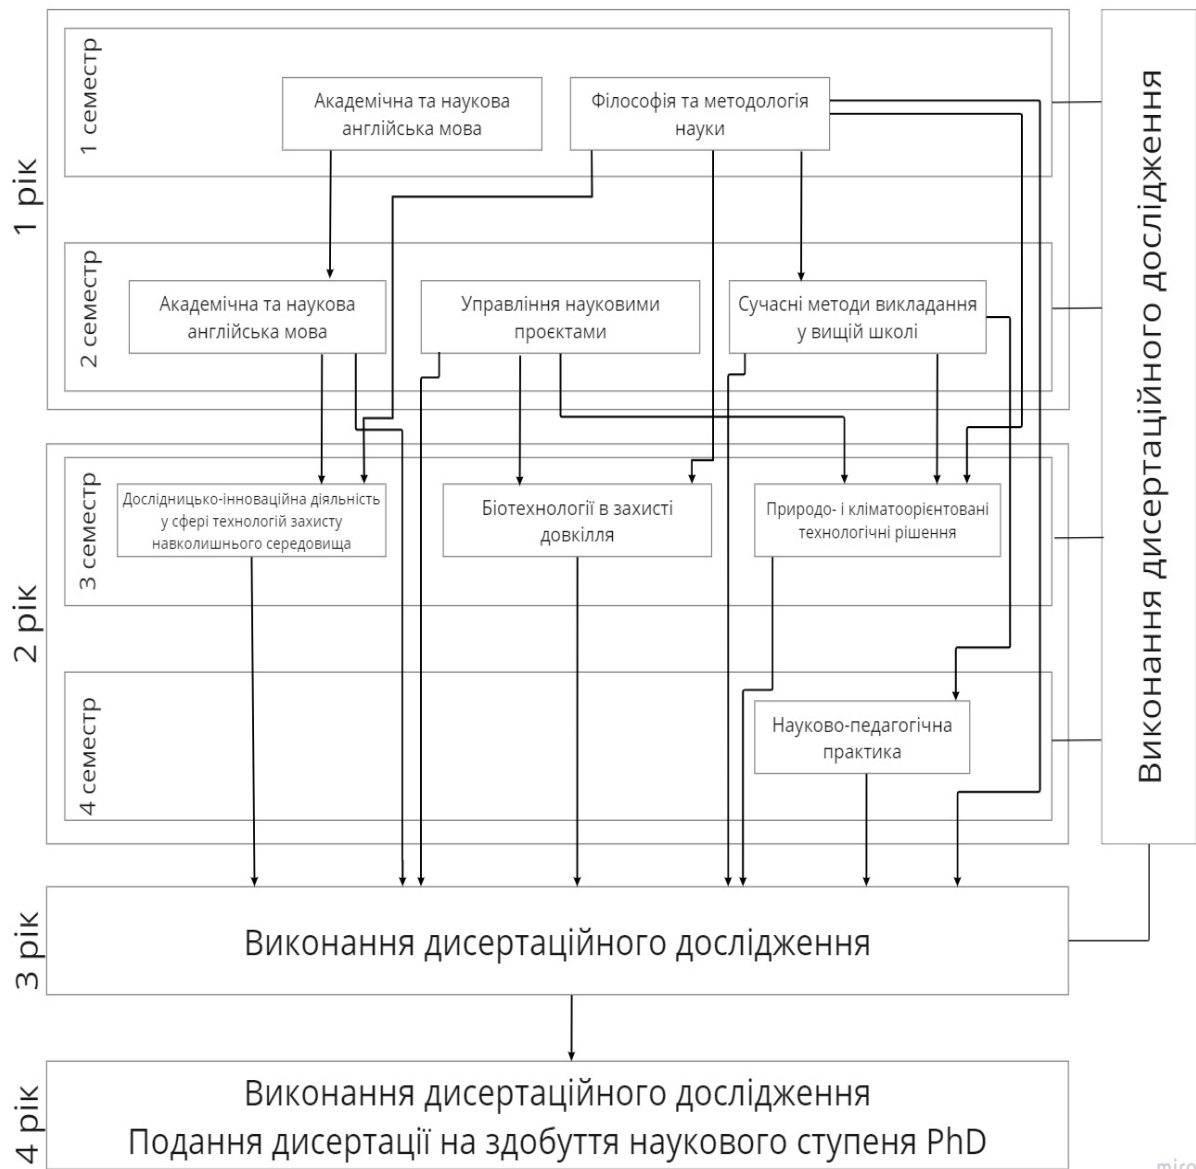 1 рік
1 семестр
Академічна та наукова
англійська мова
Філософія та методологія
науки
2 семестр
Академічна та наукова
англійська мова
Управління науковими
проєктами
Сучасні методи викладання
у вищій школі
2 рік
3 семестр
Дослідницько-інноваційна діяльність
у сфері технологій захисту
навколишнього середовища
Біотехнології в захисті
довкілля
Природо- і кліматоорієнтовані
технологічні рішення
4 семестр
Науково-педагогічна
практика
Виконання дисертаційного дослідження
3 рік
Виконання дисертаційного дослідження
4 рік
Виконання дисертаційного дослідження
Подання дисертації на здобуття наукового ступеня PhD
miro